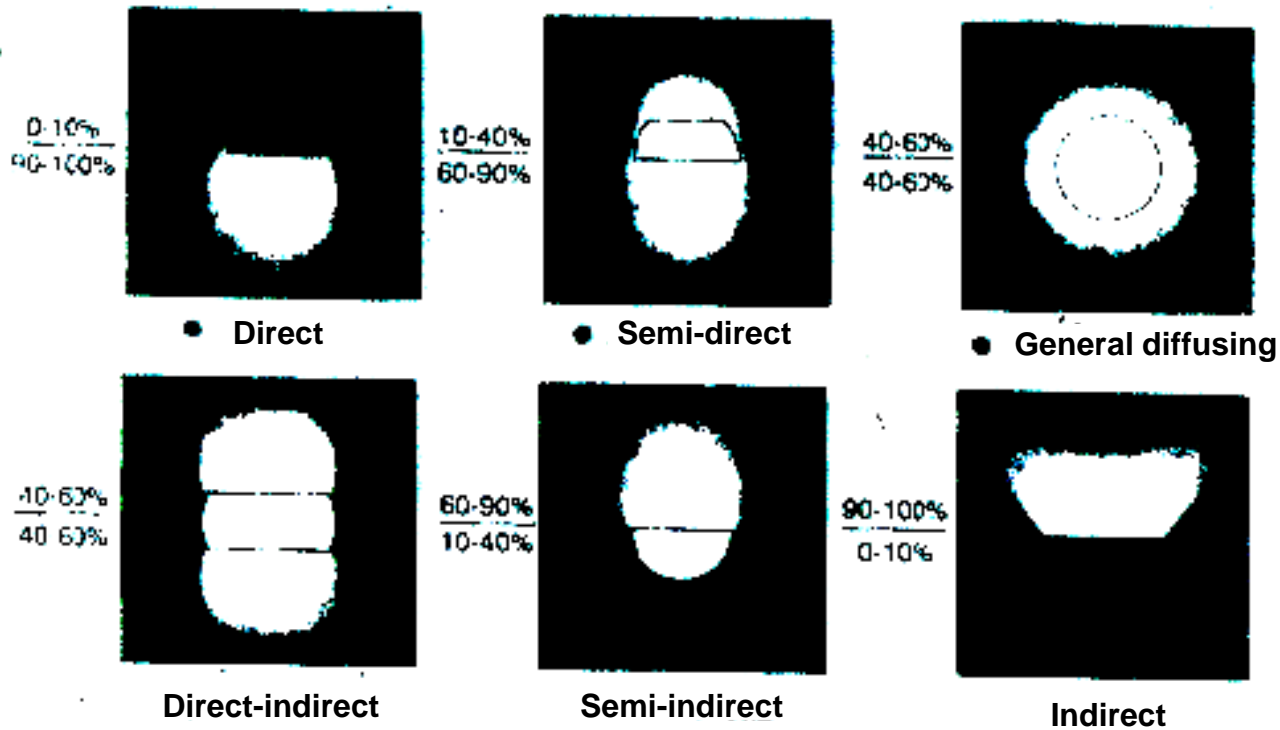 0-10%
90-100%
10-40%
60-90%
40-60%
40-60%
• Direct
• Semi-direct
• General diffusing
40-60%
40-60%
60-90%
10-40%
90-100%
0-10%
Direct-indirect
Semi-indirect
Indirect